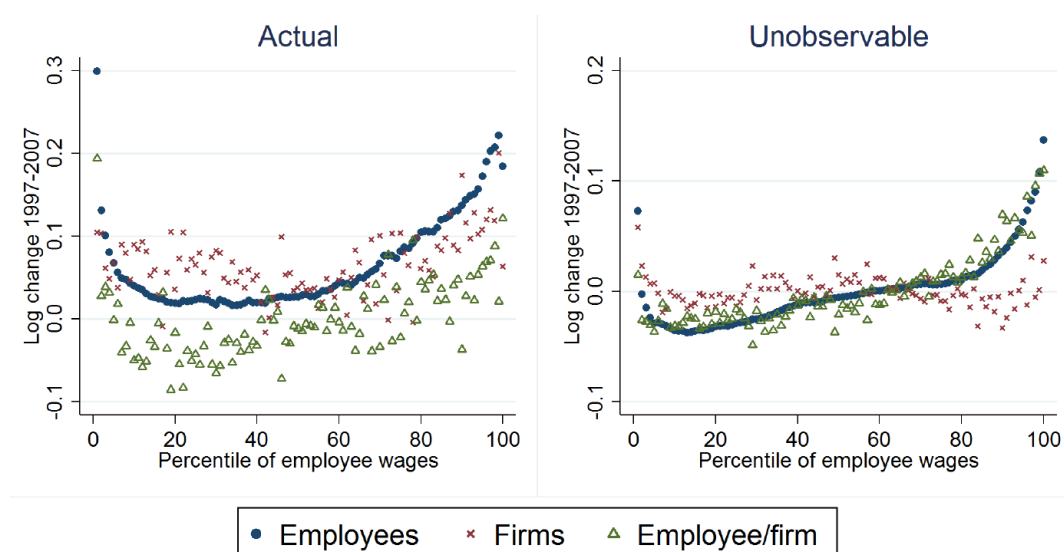 Actual
Log change 1997-2007
0.3
0.2
0.1
0.0
-0.1
0 20 40 60 80 100
Percentile of employee wages
Unobservable
Log change 1997-2007
0.2
0.1
0.0
-0.1
0 20 40 60 80 100
Percentile of employee wages
Employees Firms Employee/firm